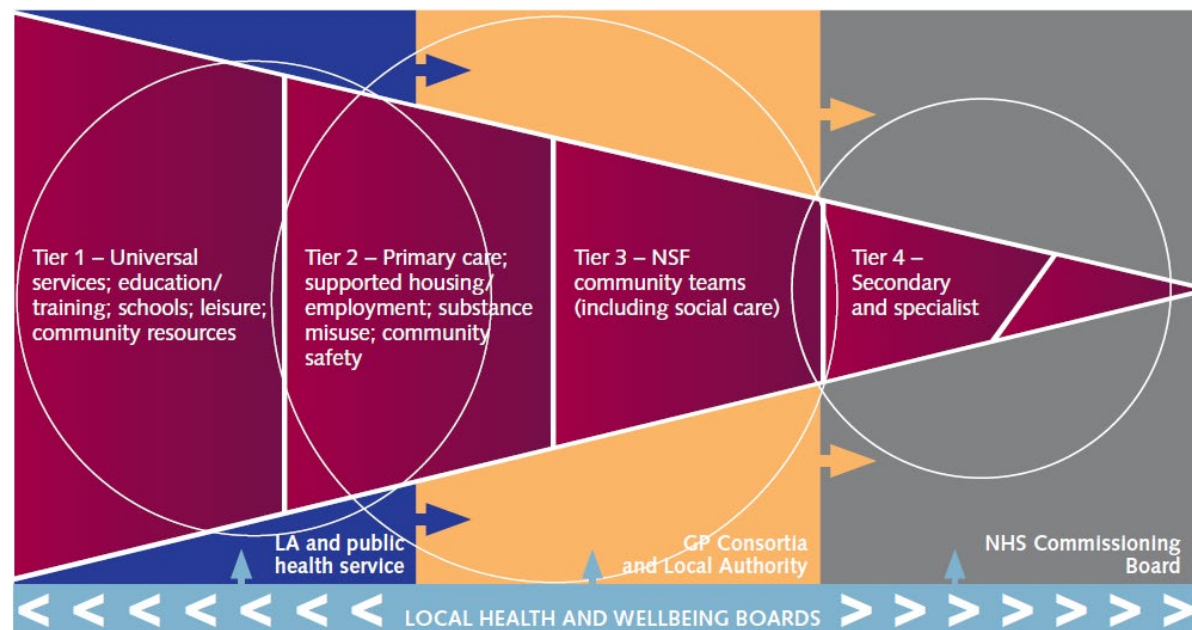 Tier 1 – Universal
services; education/
training; schools; leisure;
community resources
Tier 2 – Primary care;
supported housing/
employment; substance
misuse; community
safety
Tier 3 – NSF
community teams
(including social care)
Tier 4 –
Secondary
and specialist
LA and public
health service
GP Consortia
and Local Authority
NHS Commissioning
Board
LOCAL HEALTH AND WELLBEING BOARDS